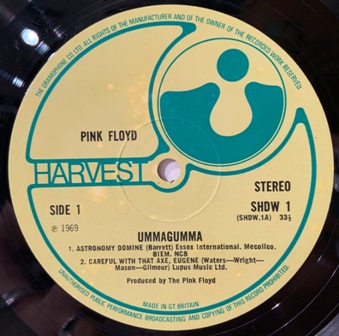 THE GRAMOPHONE CO LTD. ALL RIGHTS OF THE MANUFACTURER AND OF THE OWNER OF THE RECORDED WORK RESERVED.
PINK FLOYD
HARVEST
STEREO
SIDE 1
SHDW 1
(SHDW.1A) 33⅓
℗ 1969
UMMAGUMMA
1. ASTRONOMY DOMINE (Barrett) Essex International. Mecolico.
BIEM. NCB
2. CAREFUL WITH THAT AXE, EUGENE (Waters—Wright—
Mason—Gilmour) Lupus Music Ltd.
Produced by The Pink Floyd
MADE IN GT BRITAIN
UNAUTHORISED PUBLIC PERFORMANCE BROADCASTING AND COPYING OF THIS RECORD PROHIBITED